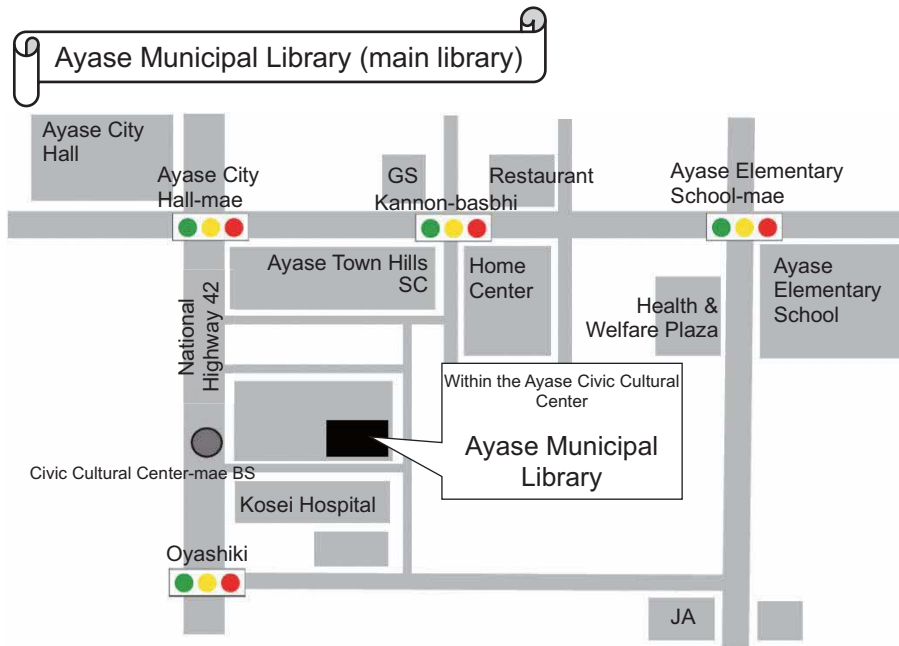 Ayase Municipal Library (main library)
Ayase City
Hall
Ayase City
Hall-mae
GS
Kannon-basbhi
Restaurant
Ayase Elementary
School-mae
Ayase Town Hills
SC
Home
Center
Health &
Welfare Plaza
Ayase
Elementary
School
National
Highway 42
Within the Ayase Civic Cultural
Center
Ayase Municipal
Library
Civic Cultural Center-mae BS
Kosei Hospital
Oyashiki
JA